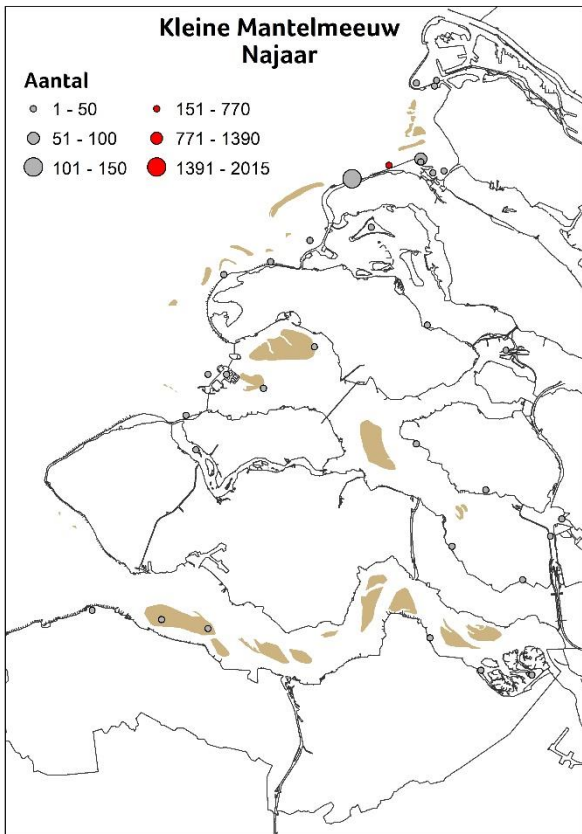 Kleine Mantelmeeuw
Najaar
Aantal
1 - 50
151 - 770
51 - 100
771 - 1390
101 - 150
1391 - 2015